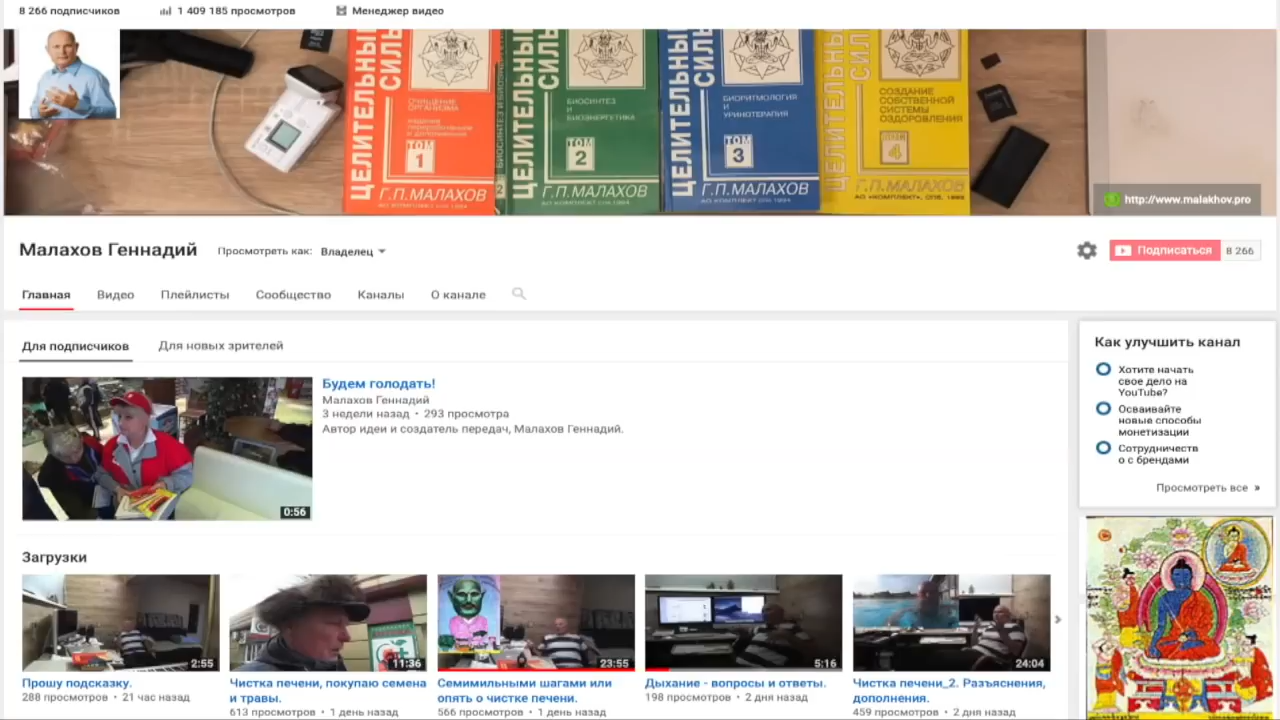 8 266 подписчиков
1 409 185 просмотров
Менеджер видео
ЦЕЛИТЕЛЬНЫЕ СИЛЫ
ОЧИЩЕНИЕ
ОРГАНИЗМА
ТОМ
1
Г.П.МАЛАХОВ
ЦЕЛИТЕЛЬНЫЕ СИЛЫ
БИОСИНТЕЗ
И
БИОЭНЕРГЕТИКА
ТОМ
2
Г.П.МАЛАХОВ
ЦЕЛИТЕЛЬНЫЕ СИЛЫ
БИОРИТМОЛОГИЯ
И
УРИНОТЕРАПИЯ
ТОМ
3
Г.П.МАЛАХОВ
ЦЕЛИТЕЛЬНЫЕ СИЛЫ
СОЗДАНИЕ
СОБСТВЕННОЙ
СИСТЕМЫ
ОЗДОРОВЛЕНИЯ
ТОМ
4
Г.П.МАЛАХОВ
http://www.malakhov.pro
Малахов Геннадий
Просмотреть как: Владелец
Подписаться 8 266
Главная Видео Плейлисты Сообщество Каналы О канале
Для подписчиков Для новых зрителей
Будем голодать!
Малахов Геннадий
3 недели назад • 293 просмотра
Автор идеи и создатель передач, Малахов Геннадий.
0:56
Как улучшить канал
Хотите начать
свое дело на
YouTube?
Осваивайте
новые способы
монетизации
Сотрудничеств
о с брендами
Просмотреть все »
Загрузки
2:55
Прошу подсказку.
288 просмотров • 21 час назад
11:36
Чистка печени, покупаю семена
и травы.
613 просмотров • 1 день назад
23:55
Семимильными шагами или
опять о чистке печени.
566 просмотров • 1 день назад
5:16
Дыхание - вопросы и ответы.
198 просмотров • 2 дня назад
24:04
Чистка печени_2. Разъяснения,
дополнения.
459 просмотров • 2 дня назад